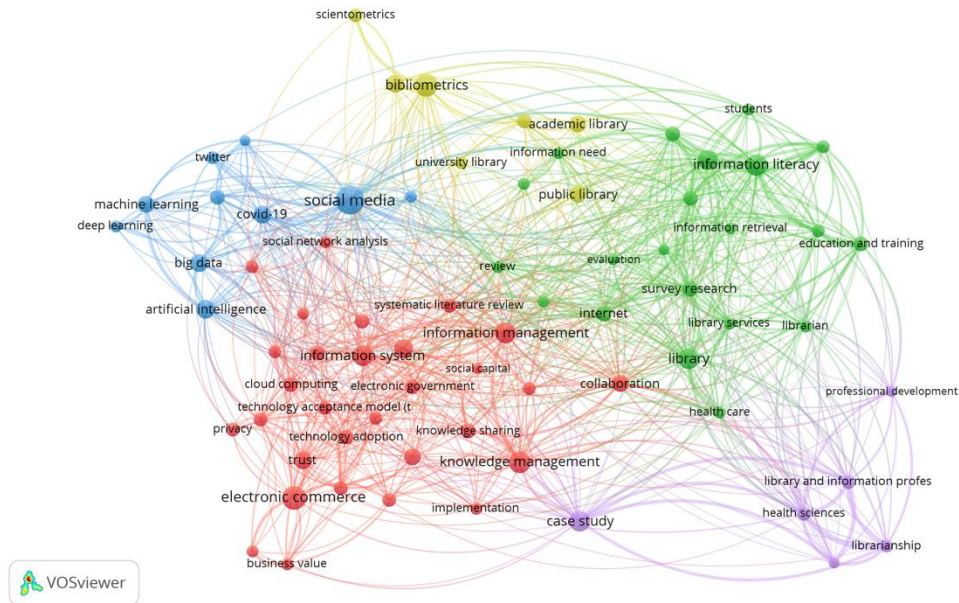 scientometrics
bibliometrics
students
academic library
information need
twitter
university library
information literacy
public library
social media
machine learning
covid-19
deep learning
information retrieval
social network analysis
education and training
big data
review
evaluation
survey research
systematic literature review
artificial intelligence
internet
library services
librarian
information management
information system
library
social capital
cloud computing
electronic government
collaboration
professional development
technology acceptance model (t
health care
privacy
technology adoption
knowledge sharing
trust
knowledge management
library and information profes
electronic commerce
implementation
case study
health sciences
librarianship
business value
VOSviewer